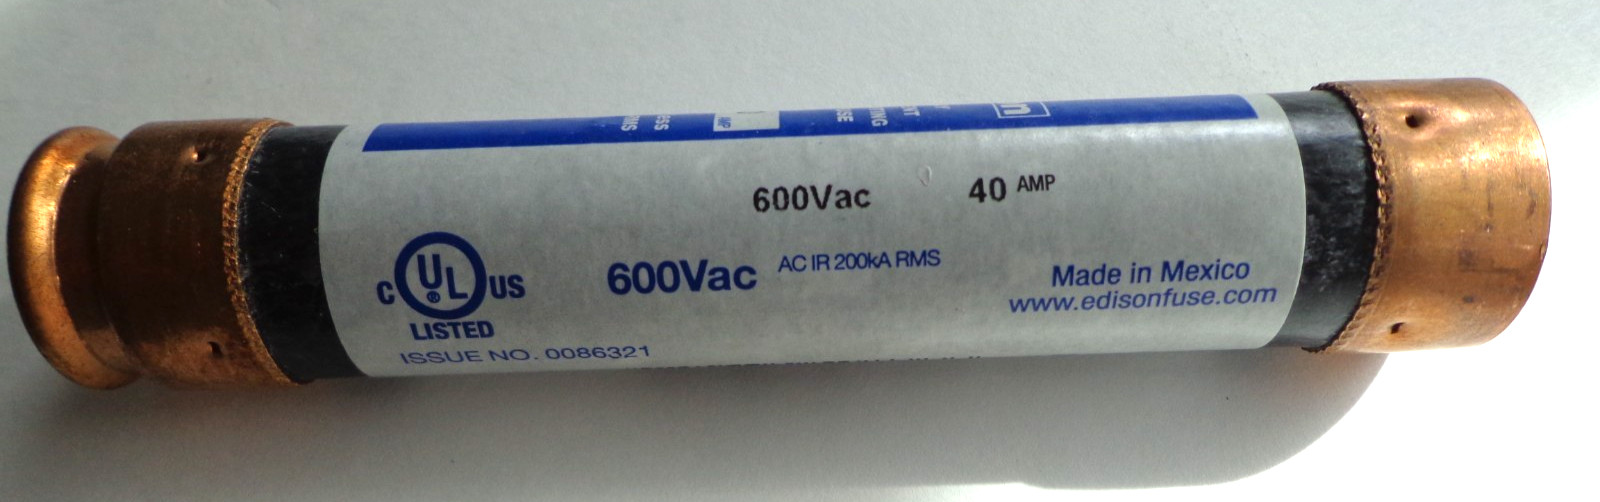 600Vac 40 AMP
C UL® US
LISTED
600Vac AC IR 200kA RMS
Made in Mexico
www.edisonfuse.com
ISSUE NO. 0086321